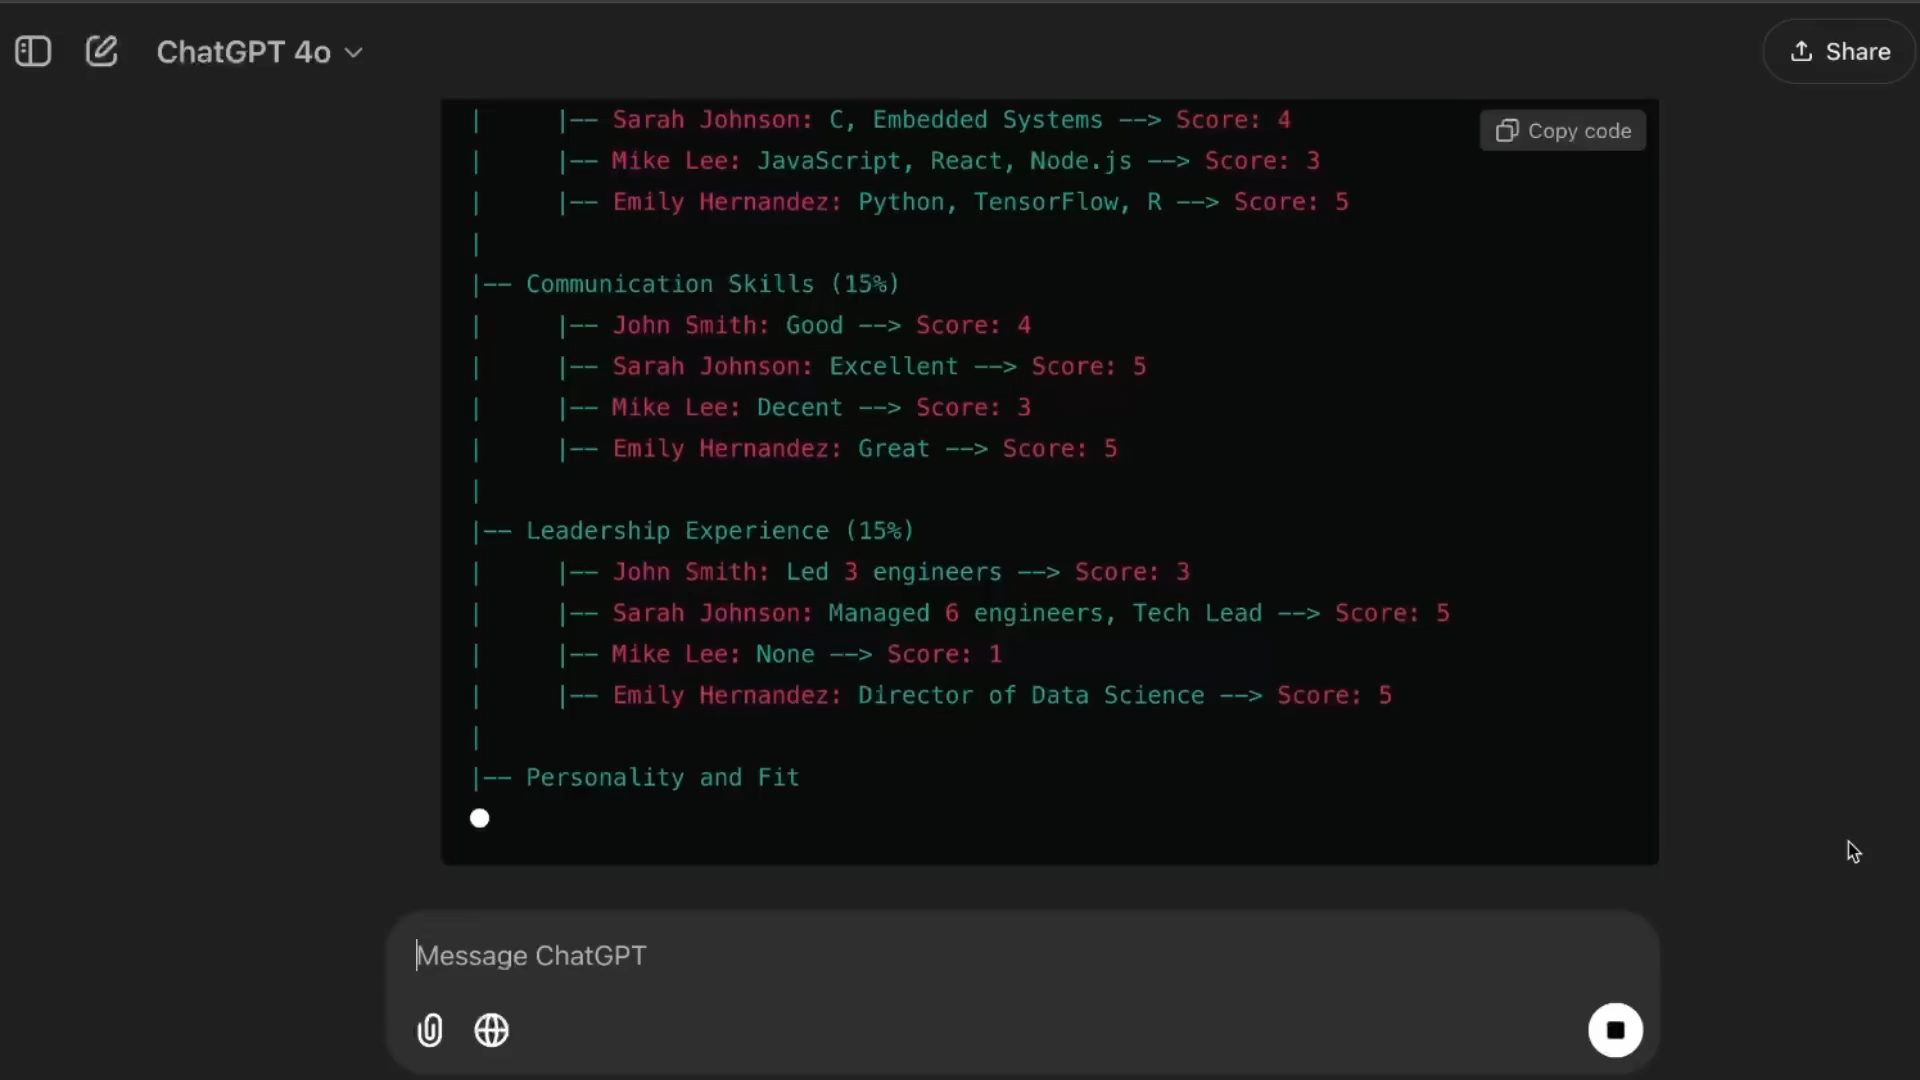 ChatGPT 4o
Share
|     |-- Sarah Johnson: C, Embedded Systems --> Score: 4
Copy code
|     |-- Mike Lee: JavaScript, React, Node.js --> Score: 3
|     |-- Emily Hernandez: Python, TensorFlow, R --> Score: 5
|
|-- Communication Skills (15%)
|     |-- John Smith: Good --> Score: 4
|     |-- Sarah Johnson: Excellent --> Score: 5
|     |-- Mike Lee: Decent --> Score: 3
|     |-- Emily Hernandez: Great --> Score: 5
|
|-- Leadership Experience (15%)
|     |-- John Smith: Led 3 engineers --> Score: 3
|     |-- Sarah Johnson: Managed 6 engineers, Tech Lead --> Score: 5
|     |-- Mike Lee: None --> Score: 1
|     |-- Emily Hernandez: Director of Data Science --> Score: 5
|
|-- Personality and Fit
Message ChatGPT